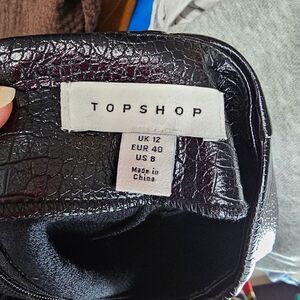 TOPSHOP
UK 12
EUR 40
US 8
Made in
China